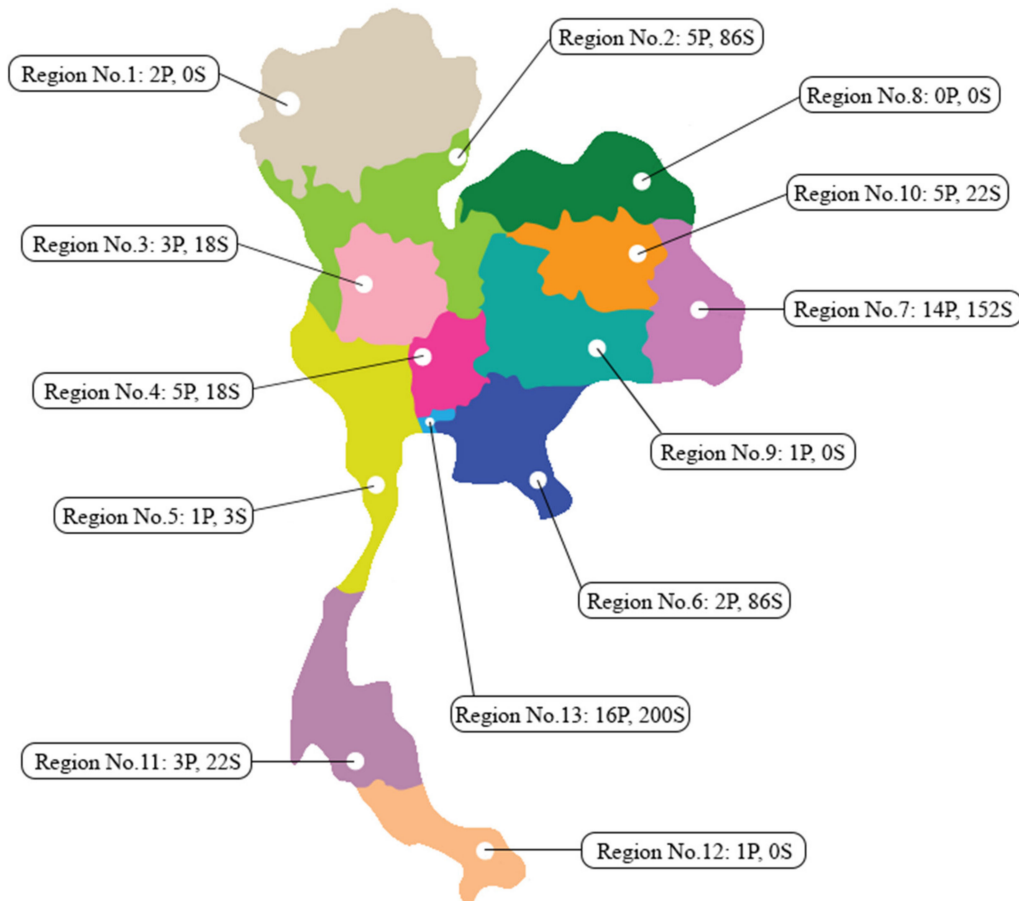 Region No.2: 5P, 86S
Region No.1: 2P, 0S
Region No.8: 0P, 0S
Region No.10: 5P, 22S
Region No.3: 3P, 18S
Region No.7: 14P, 152S
Region No.4: 5P, 18S
Region No.9: 1P, 0S
Region No.5: 1P, 3S
Region No.6: 2P, 86S
Region No.13: 16P, 200S
Region No.11: 3P, 22S
Region No.12: 1P, 0S